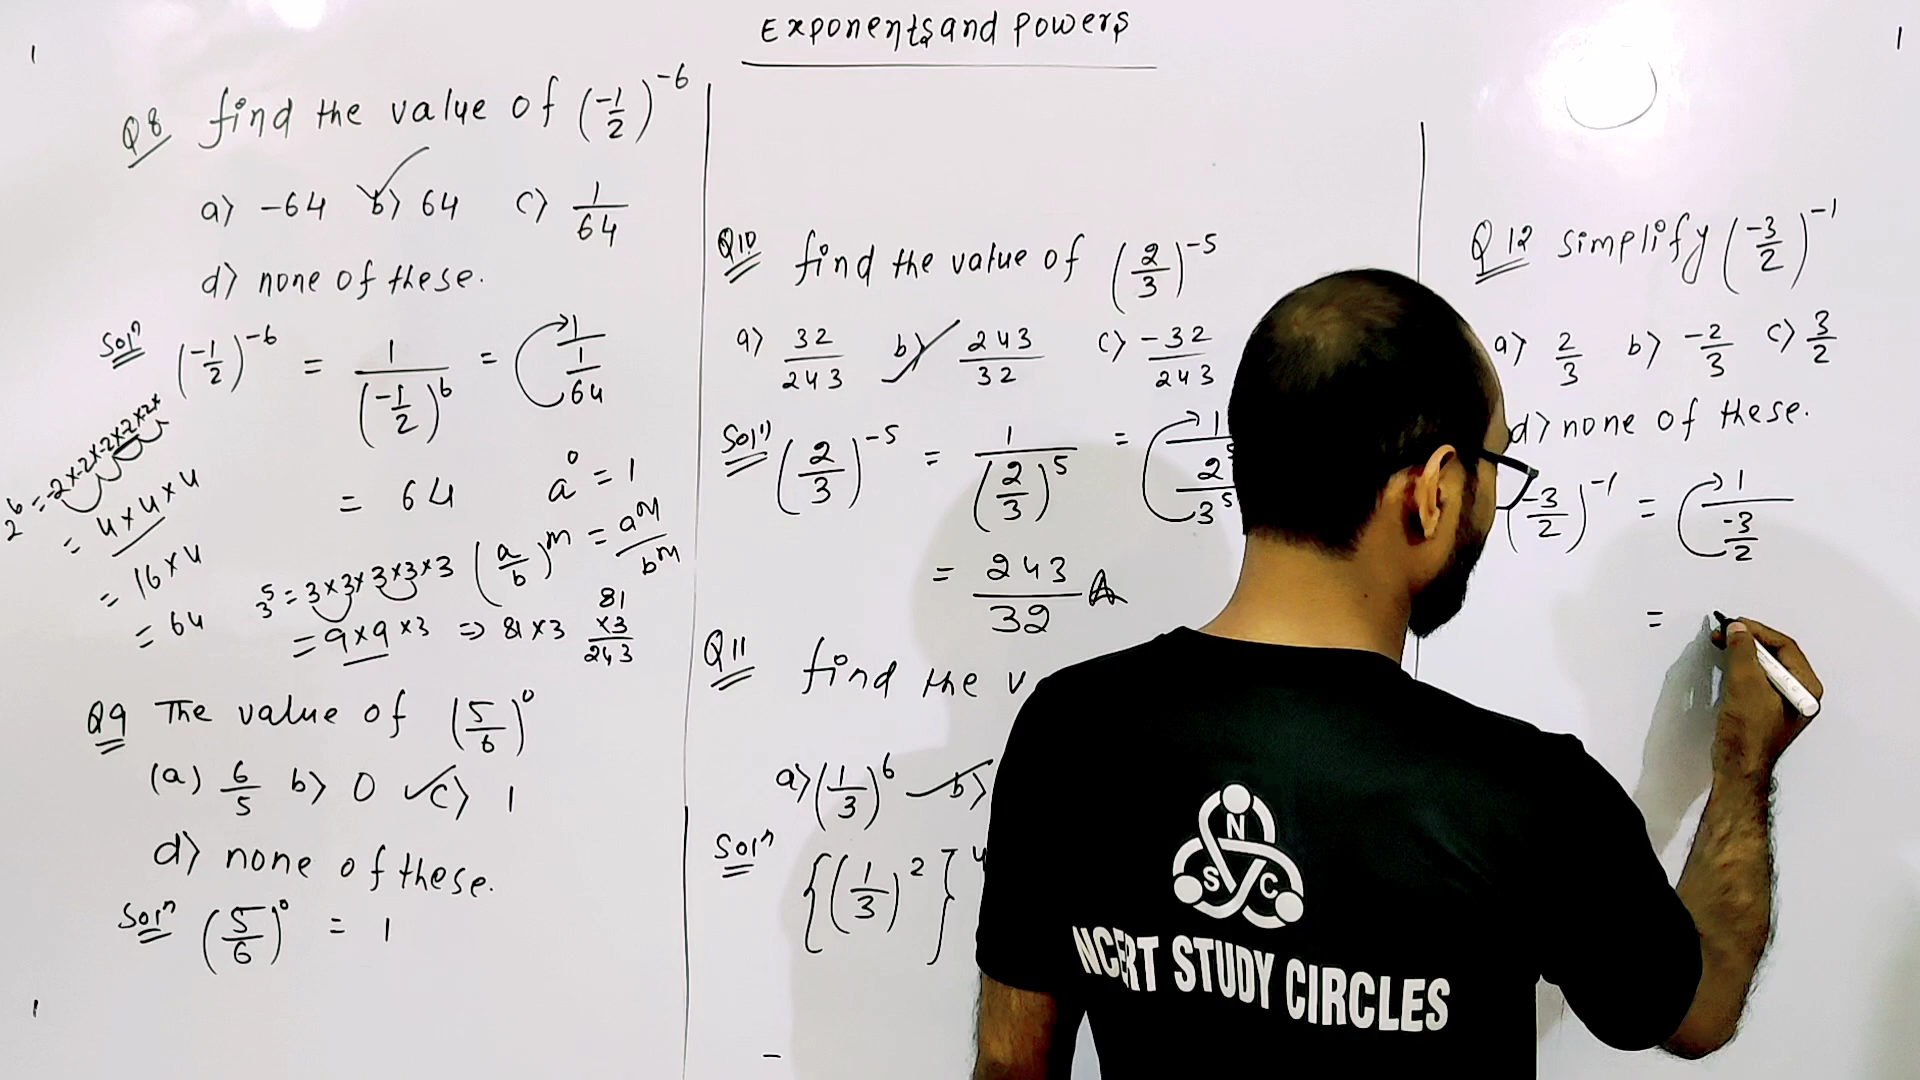 Exponents and Powers
Q8 find the value of (-1/2)^-6
a) -64 b) 64 c) 1/64
d) none of these.
Solⁿ (-1/2)^-6 = 1/(-1/2)^6 = 1/(1/64)
= 64
a^0 = 1
(a/b)^m = a^m/b^m
2^6 = -2×-2×-2×-2×2×
= 4×4×4
= 16×4
= 64
3^5 = 3×3×3×3×3
= 9×9×3 => 81×3
81
×3
243
Q9 The value of (5/6)^0
(a) 6/5 b) 0 c) 1
d) none of these.
Solⁿ (5/6)^0 = 1
Q10 find the value of (2/3)^-5
a) 32/243 b) 243/32 c) -32/243
Solⁿ (2/3)^-5 = 1/(2/3)^5 = 1/(2^5/3^5)
= 243/32 A
Q11 find the
a) (1/3)^6 b)
Solⁿ {(1/3)^2}^4
Q12 Simplify (-3/2)^-1
a) 2/3 b) -2/3 c) 3/2
d) none of these.
(-3/2)^-1 = 1/(-3/2)
=
N
S C
NCERT STUDY CIRCLES